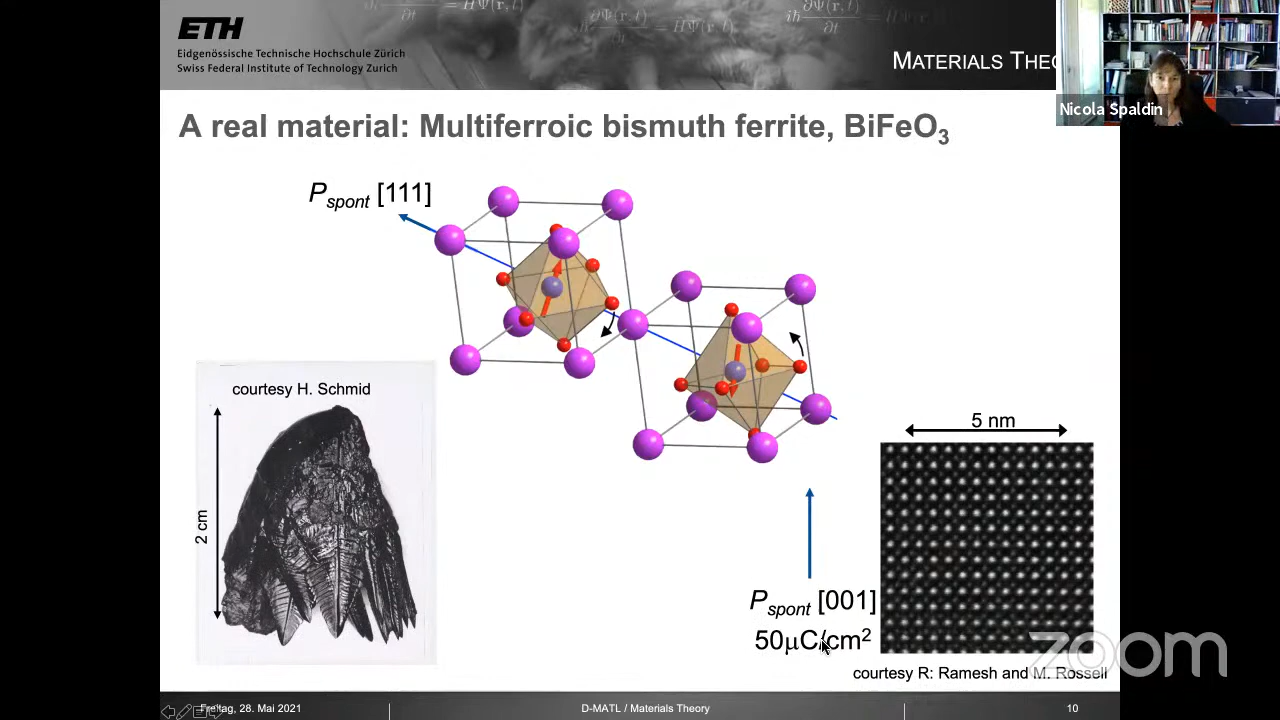 ETH
Eidgenössische Technische Hochschule Zürich
Swiss Federal Institute of Technology Zurich
Nicola Spaldin
A real material: Multiferroic bismuth ferrite, BiFeO3
Pspont [111]
courtesy H. Schmid
2 cm
5 nm
Pspont [001]
50μC/cm2
zoom
courtesy R: Ramesh and M. Rossell
Freitag, 28. Mai 2021
D-MATL / Materials Theory
10